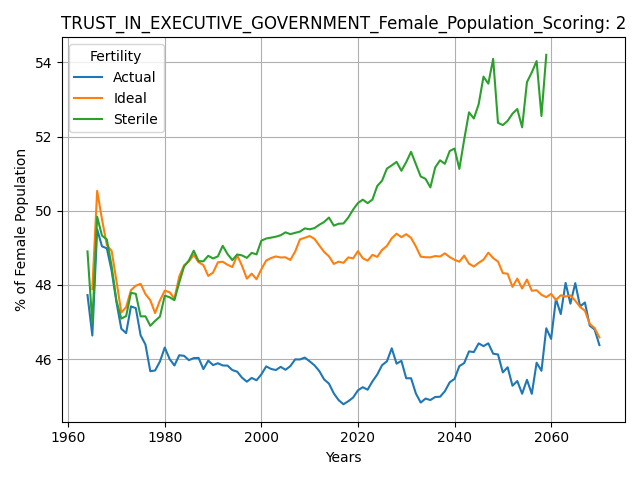 TRUST_IN_EXECUTIVE_GOVERNMENT_Female_Population_Scoring: 2
Fertility
Actual
Ideal
Sterile
% of Female Population
54
52
50
48
46
1960
1980
2000
2020
2040
2060
Years